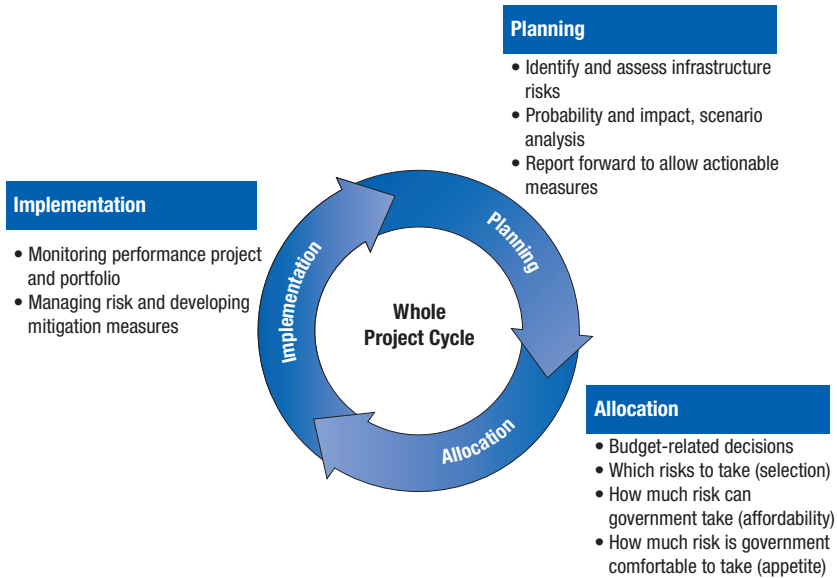 Planning
• Identify and assess infrastructure
risks
• Probability and impact, scenario
analysis
• Report forward to allow actionable
measures
Implementation
• Monitoring performance project
and portfolio
• Managing risk and developing
mitigation measures
Planning
Implementation
Whole
Project Cycle
Allocation
Allocation
• Budget-related decisions
• Which risks to take (selection)
• How much risk can
government take (affordability)
• How much risk is government
comfortable to take (appetite)